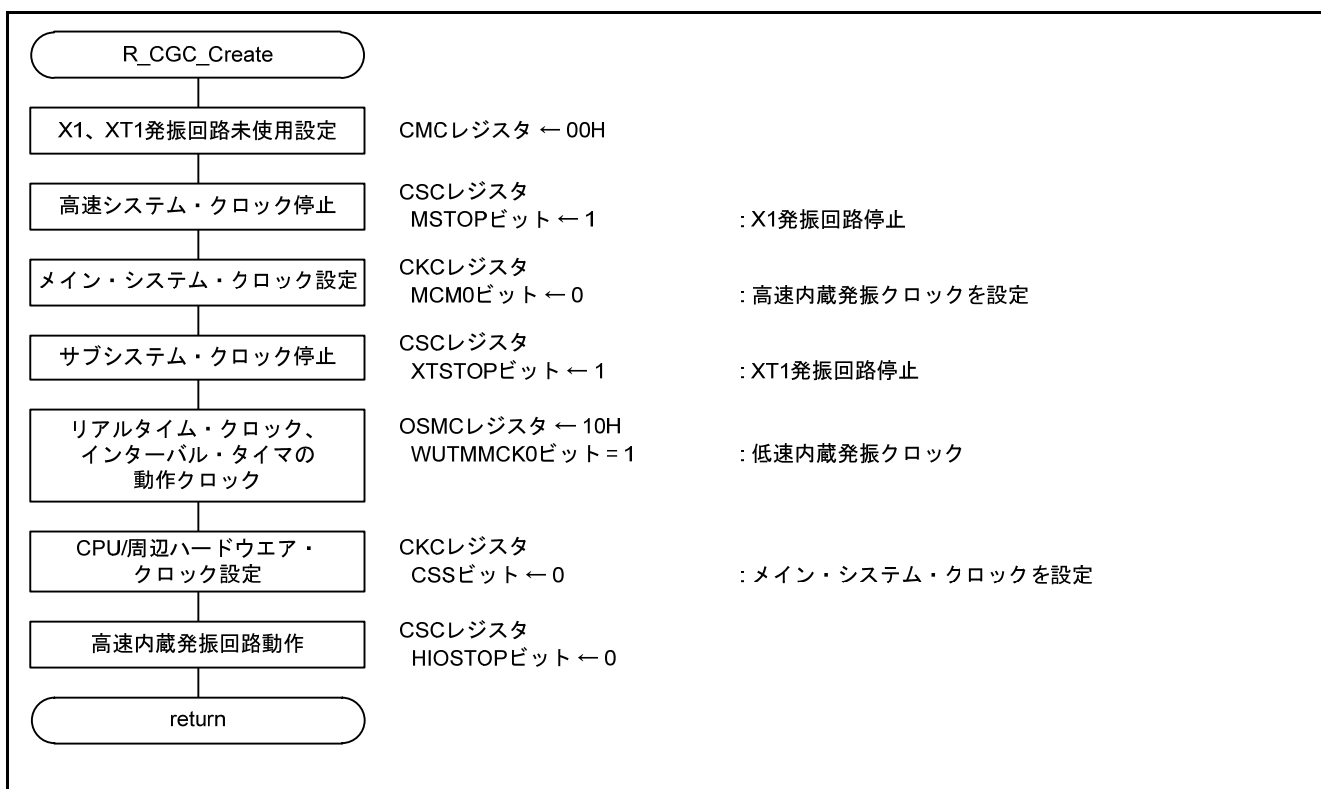 R_CGC_Create
X1、XT1発振回路未使用設定
CMCレジスタ ← 00H
高速システム・クロック停止
CSCレジスタ
MSTOPビット ← 1
: X1発振回路停止
メイン・システム・クロック設定
CKCレジスタ
MCM0ビット ← 0
: 高速内蔵発振クロックを設定
サブシステム・クロック停止
CSCレジスタ
XTSTOPビット ← 1
: XT1発振回路停止
リアルタイム・クロック、
インターバル・タイマの
動作クロック
OSMCレジスタ ← 10H
WUTMMCK0ビット = 1
: 低速内蔵発振クロック
CPU/周辺ハードウエア・
クロック設定
CKCレジスタ
CSSビット ← 0
: メイン・システム・クロックを設定
高速内蔵発振回路動作
CSCレジスタ
HIOSTOPビット ← 0
return